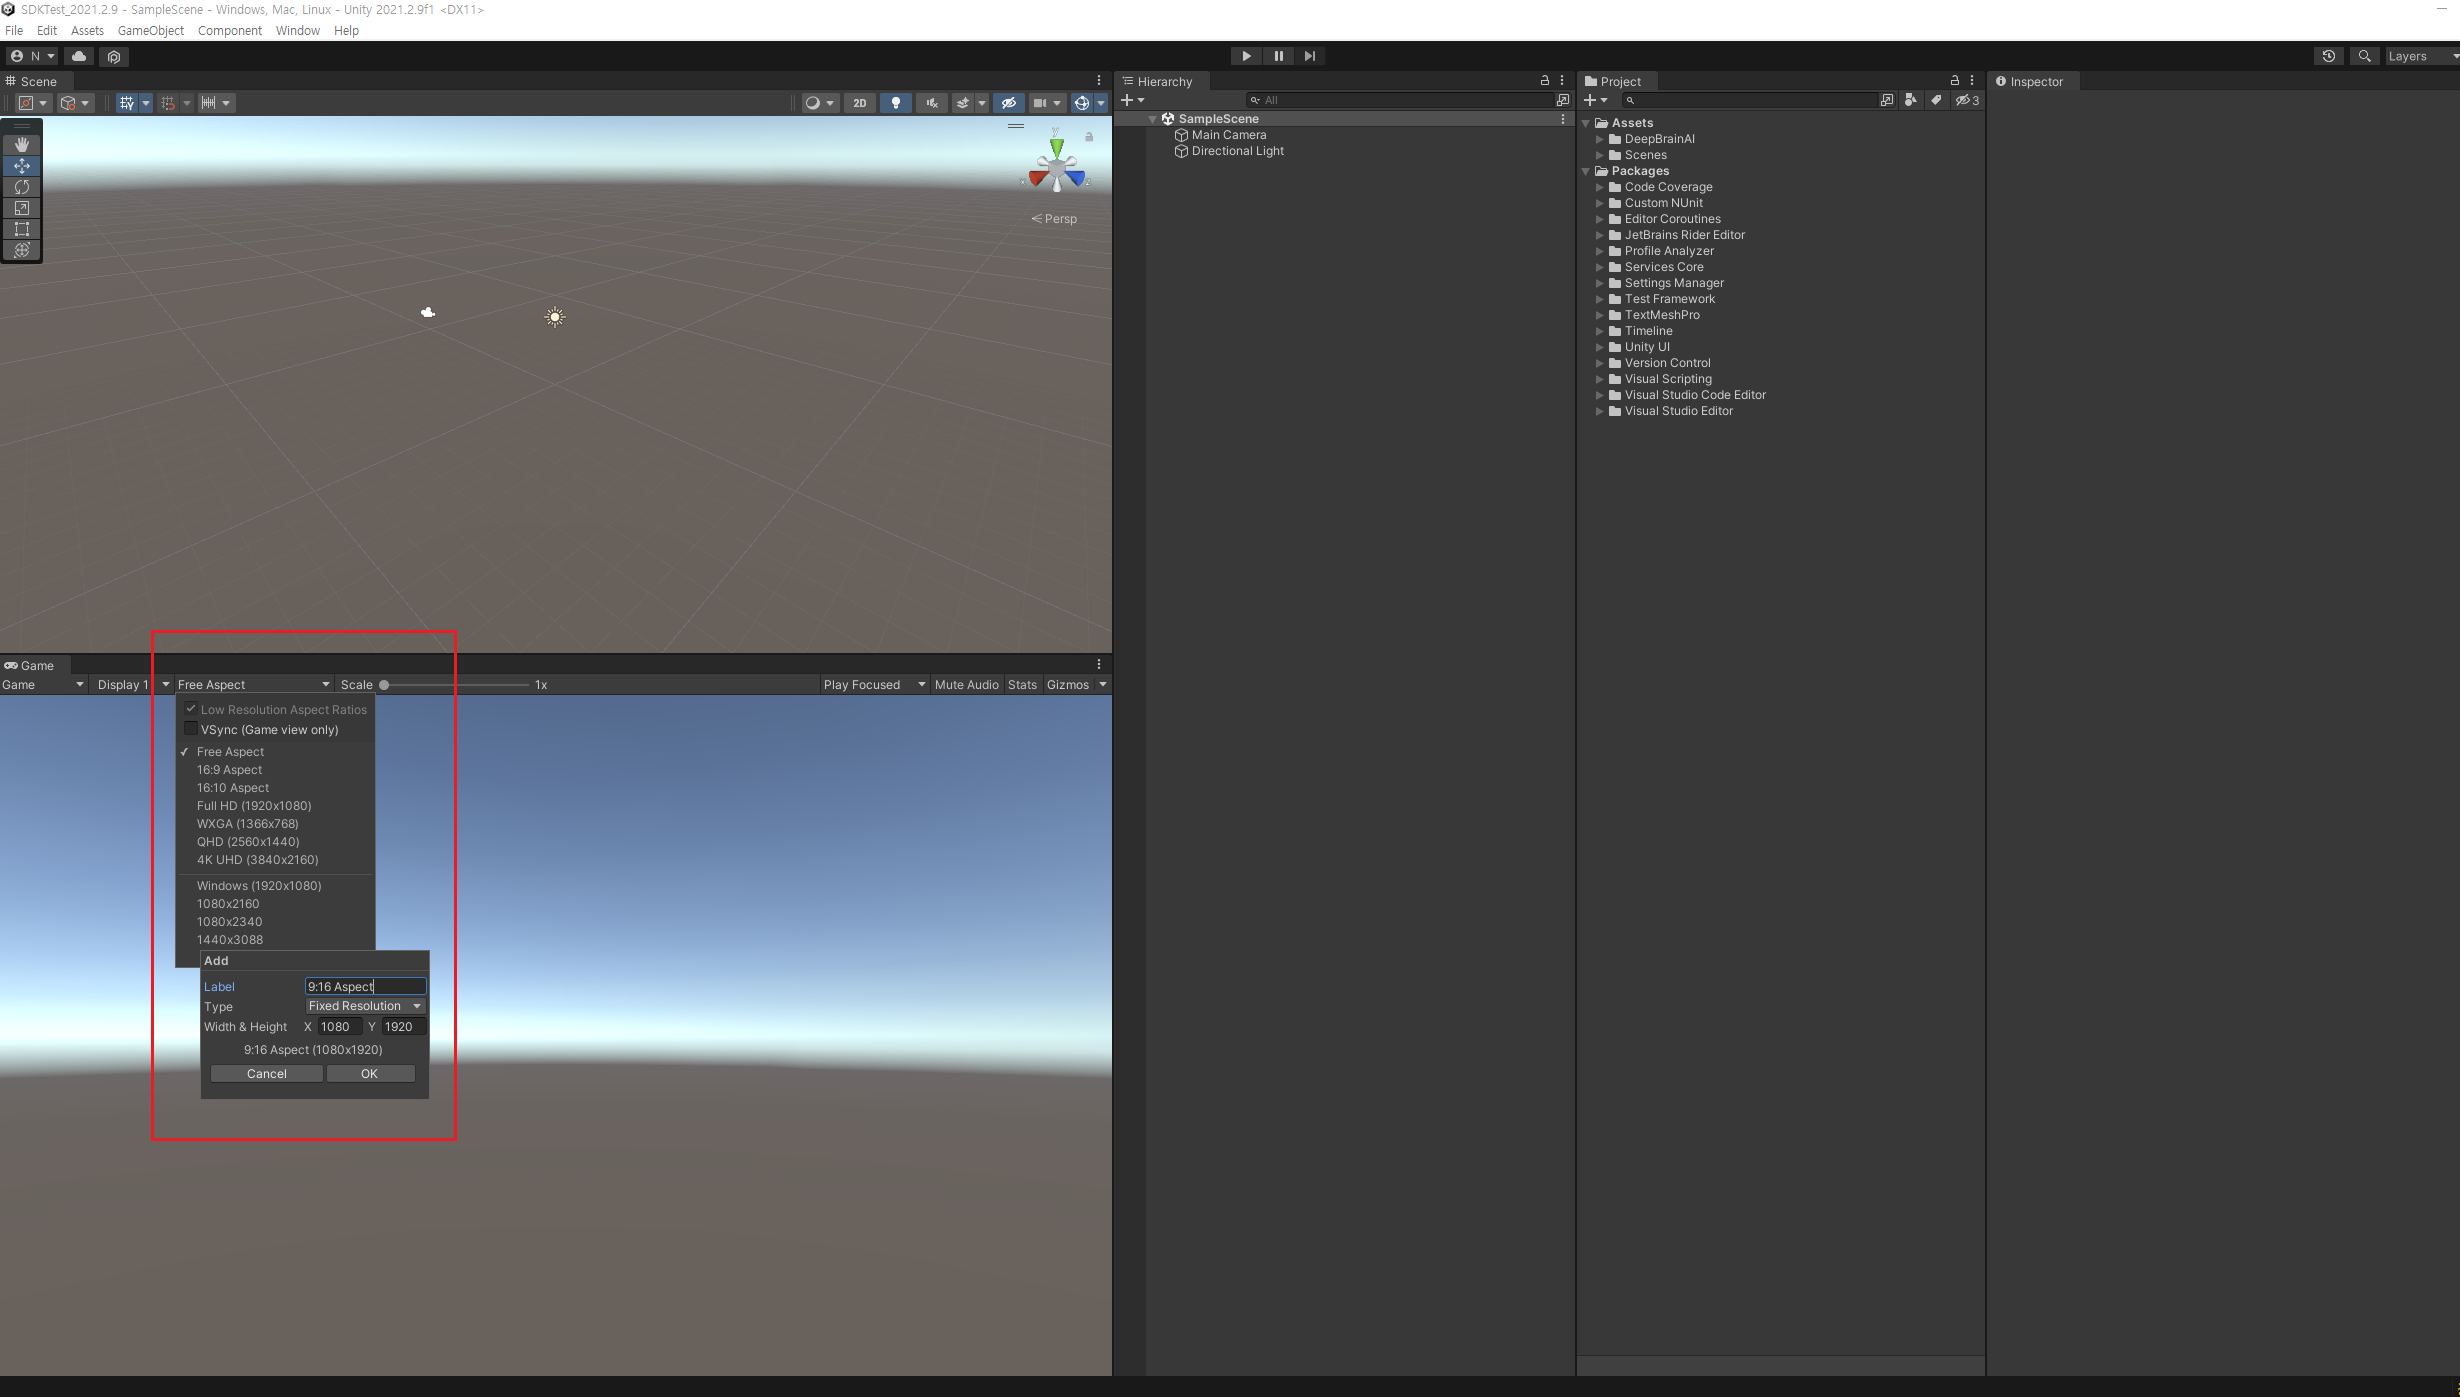 SDKTest_2021.2.9 - SampleScene - Windows, Mac, Linux - Unity 2021.2.9f1 <DX11>
File Edit Assets GameObject Component Window Help
N
Layers
Scene
2D
y
x
z
Persp
Game
Game Display 1 Free Aspect Scale 1x Play Focused Mute Audio Stats Gizmos
Low Resolution Aspect Ratios
VSync (Game view only)
Free Aspect
16:9 Aspect
16:10 Aspect
Full HD (1920x1080)
WXGA (1366x768)
QHD (2560x1440)
4K UHD (3840x2160)
Windows (1920x1080)
1080x2160
1080x2340
1440x3088
Add
Label 9:16 Aspect
Type Fixed Resolution
Width & Height X 1080 Y 1920
9:16 Aspect (1080x1920)
Cancel OK
Hierarchy
All
SampleScene
Main Camera
Directional Light
Project
3
Assets
DeepBrainAI
Scenes
Packages
Code Coverage
Custom NUnit
Editor Coroutines
JetBrains Rider Editor
Profile Analyzer
Services Core
Settings Manager
Test Framework
TextMeshPro
Timeline
Unity UI
Version Control
Visual Scripting
Visual Studio Code Editor
Visual Studio Editor
Inspector